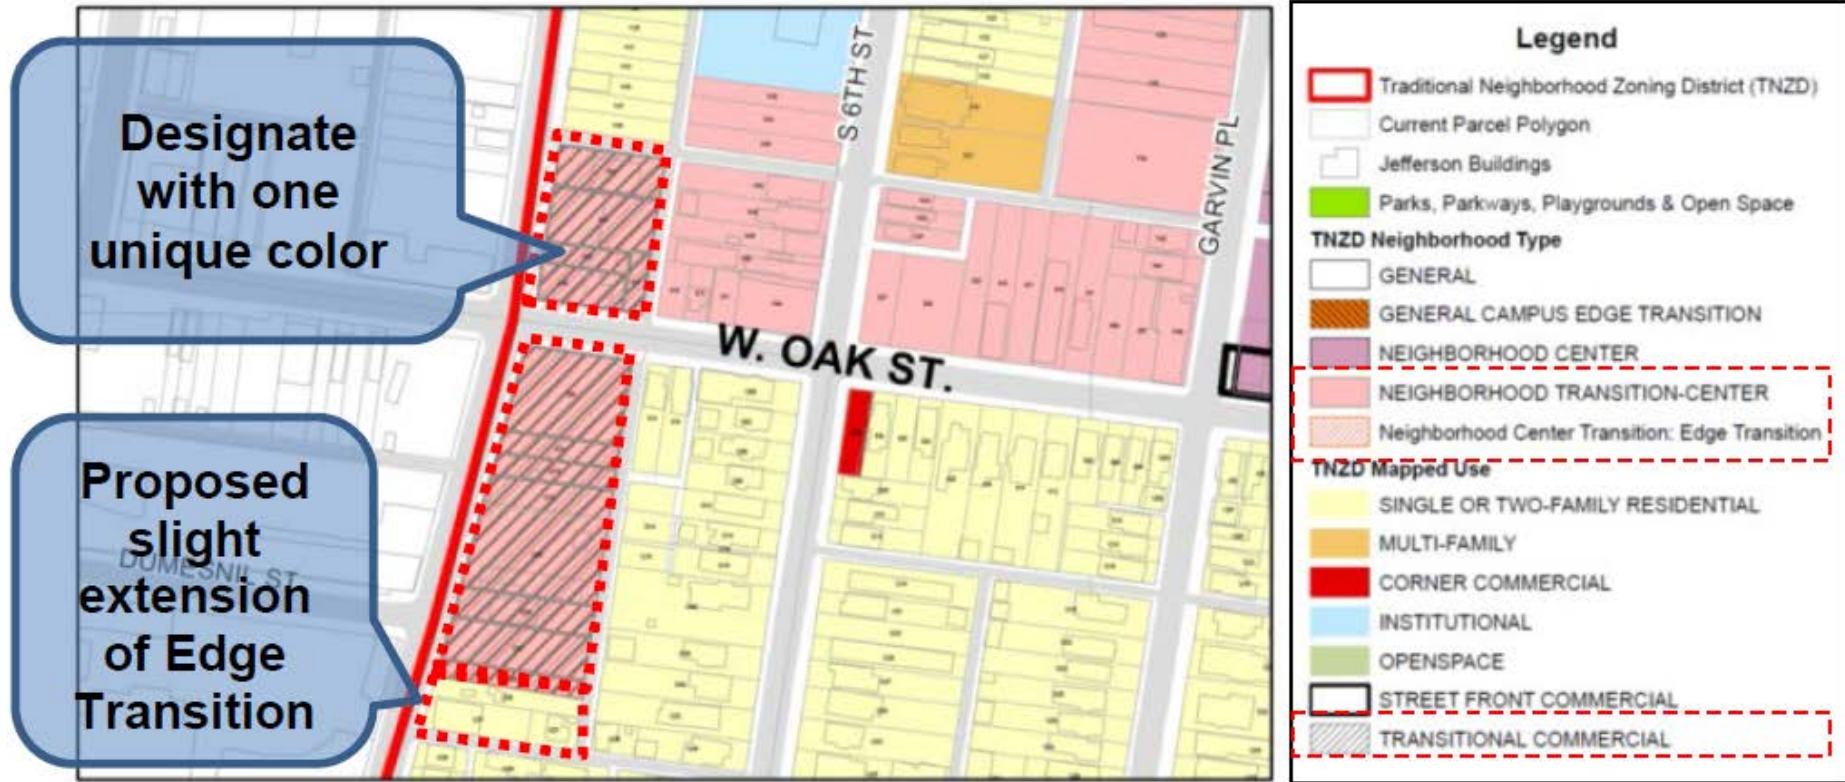 Designate
with one
unique color
Proposed
slight
extension
of Edge
Transition
DUMESNIL ST
S 6TH ST
GARVIN PL
W. OAK ST.
Legend
Traditional Neighborhood Zoning District (TNZD)
Current Parcel Polygon
Jefferson Buildings
Parks, Parkways, Playgrounds & Open Space
TNZD Neighborhood Type
GENERAL
GENERAL CAMPUS EDGE TRANSITION
NEIGHBORHOOD CENTER
NEIGHBORHOOD TRANSITION-CENTER
Neighborhood Center Transition: Edge Transition
TNZD Mapped Use
SINGLE OR TWO-FAMILY RESIDENTIAL
MULTI-FAMILY
CORNER COMMERCIAL
INSTITUTIONAL
OPENSPACE
STREET FRONT COMMERCIAL
TRANSITIONAL COMMERCIAL